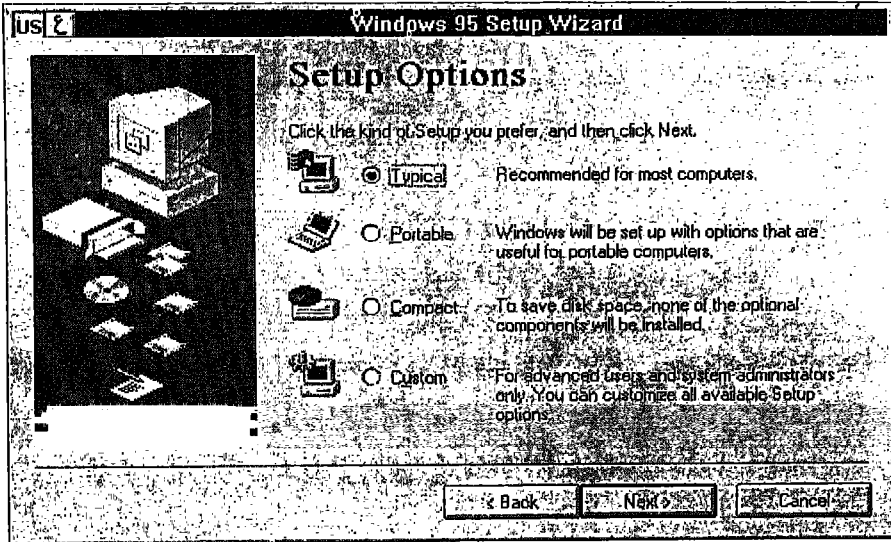 US ع Windows 95 Setup Wizard
Setup Options
Click the kind of Setup you prefer, and then click Next.
Typical Recommended for most computers.
Portable Windows will be set up with options that are
useful for portable computers.
Compact To save disk space, none of the optional
components will be installed.
Custom For advanced users and system administrators
only. You can customize all available Setup
options.
< Back Next > Cancel